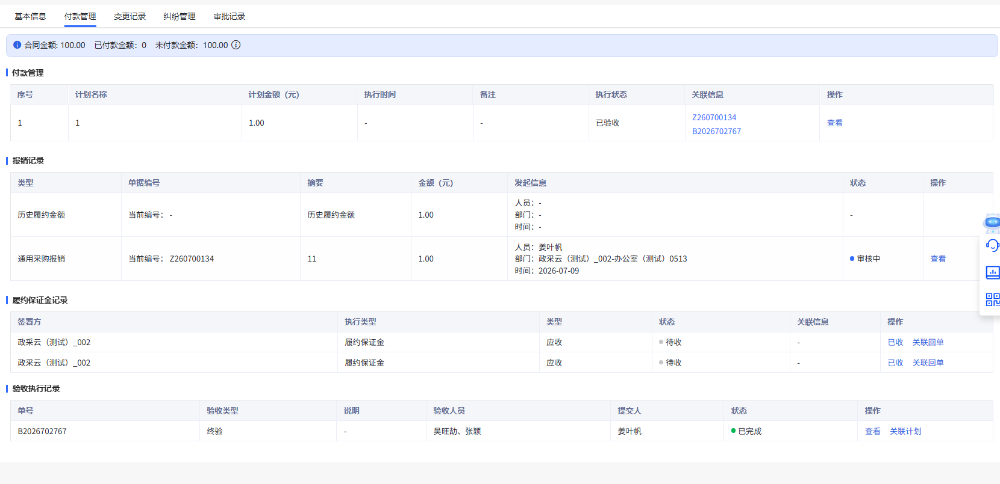 基本信息 付款管理 变更记录 纠纷管理 审批记录
合同金额: 100.00 已付款金额: 0 未付款金额: 100.00
付款管理
序号 计划名称 计划金额（元） 执行时间 备注 执行状态 关联信息 操作
1 1 1.00 - - 已验收 Z260700134 查看
B2026702767
报销记录
类型 单据编号 摘要 金额（元） 发起信息 状态 操作
人员：-
历史履约金额 当前编号： - 历史履约金额 1.00 部门：- -
时间：-
人员：姜叶帆
通用采购报销 当前编号： Z260700134 11 1.00 部门：政采云（测试）_002-办公室（测试）0513 审核中 查看
时间：2026-07-09
履约保证金记录
签署方 执行类型 类型 状态 关联信息 操作
政采云（测试）_002 履约保证金 应收 待收 - 已收 关联回单
政采云（测试）_002 履约保证金 应收 待收 - 已收 关联回单
验收执行记录
单号 验收类型 说明 验收人员 提交人 状态 操作
B2026702767 终验 - 吴旺劼、张颖 姜叶帆 已完成 查看 关联计划